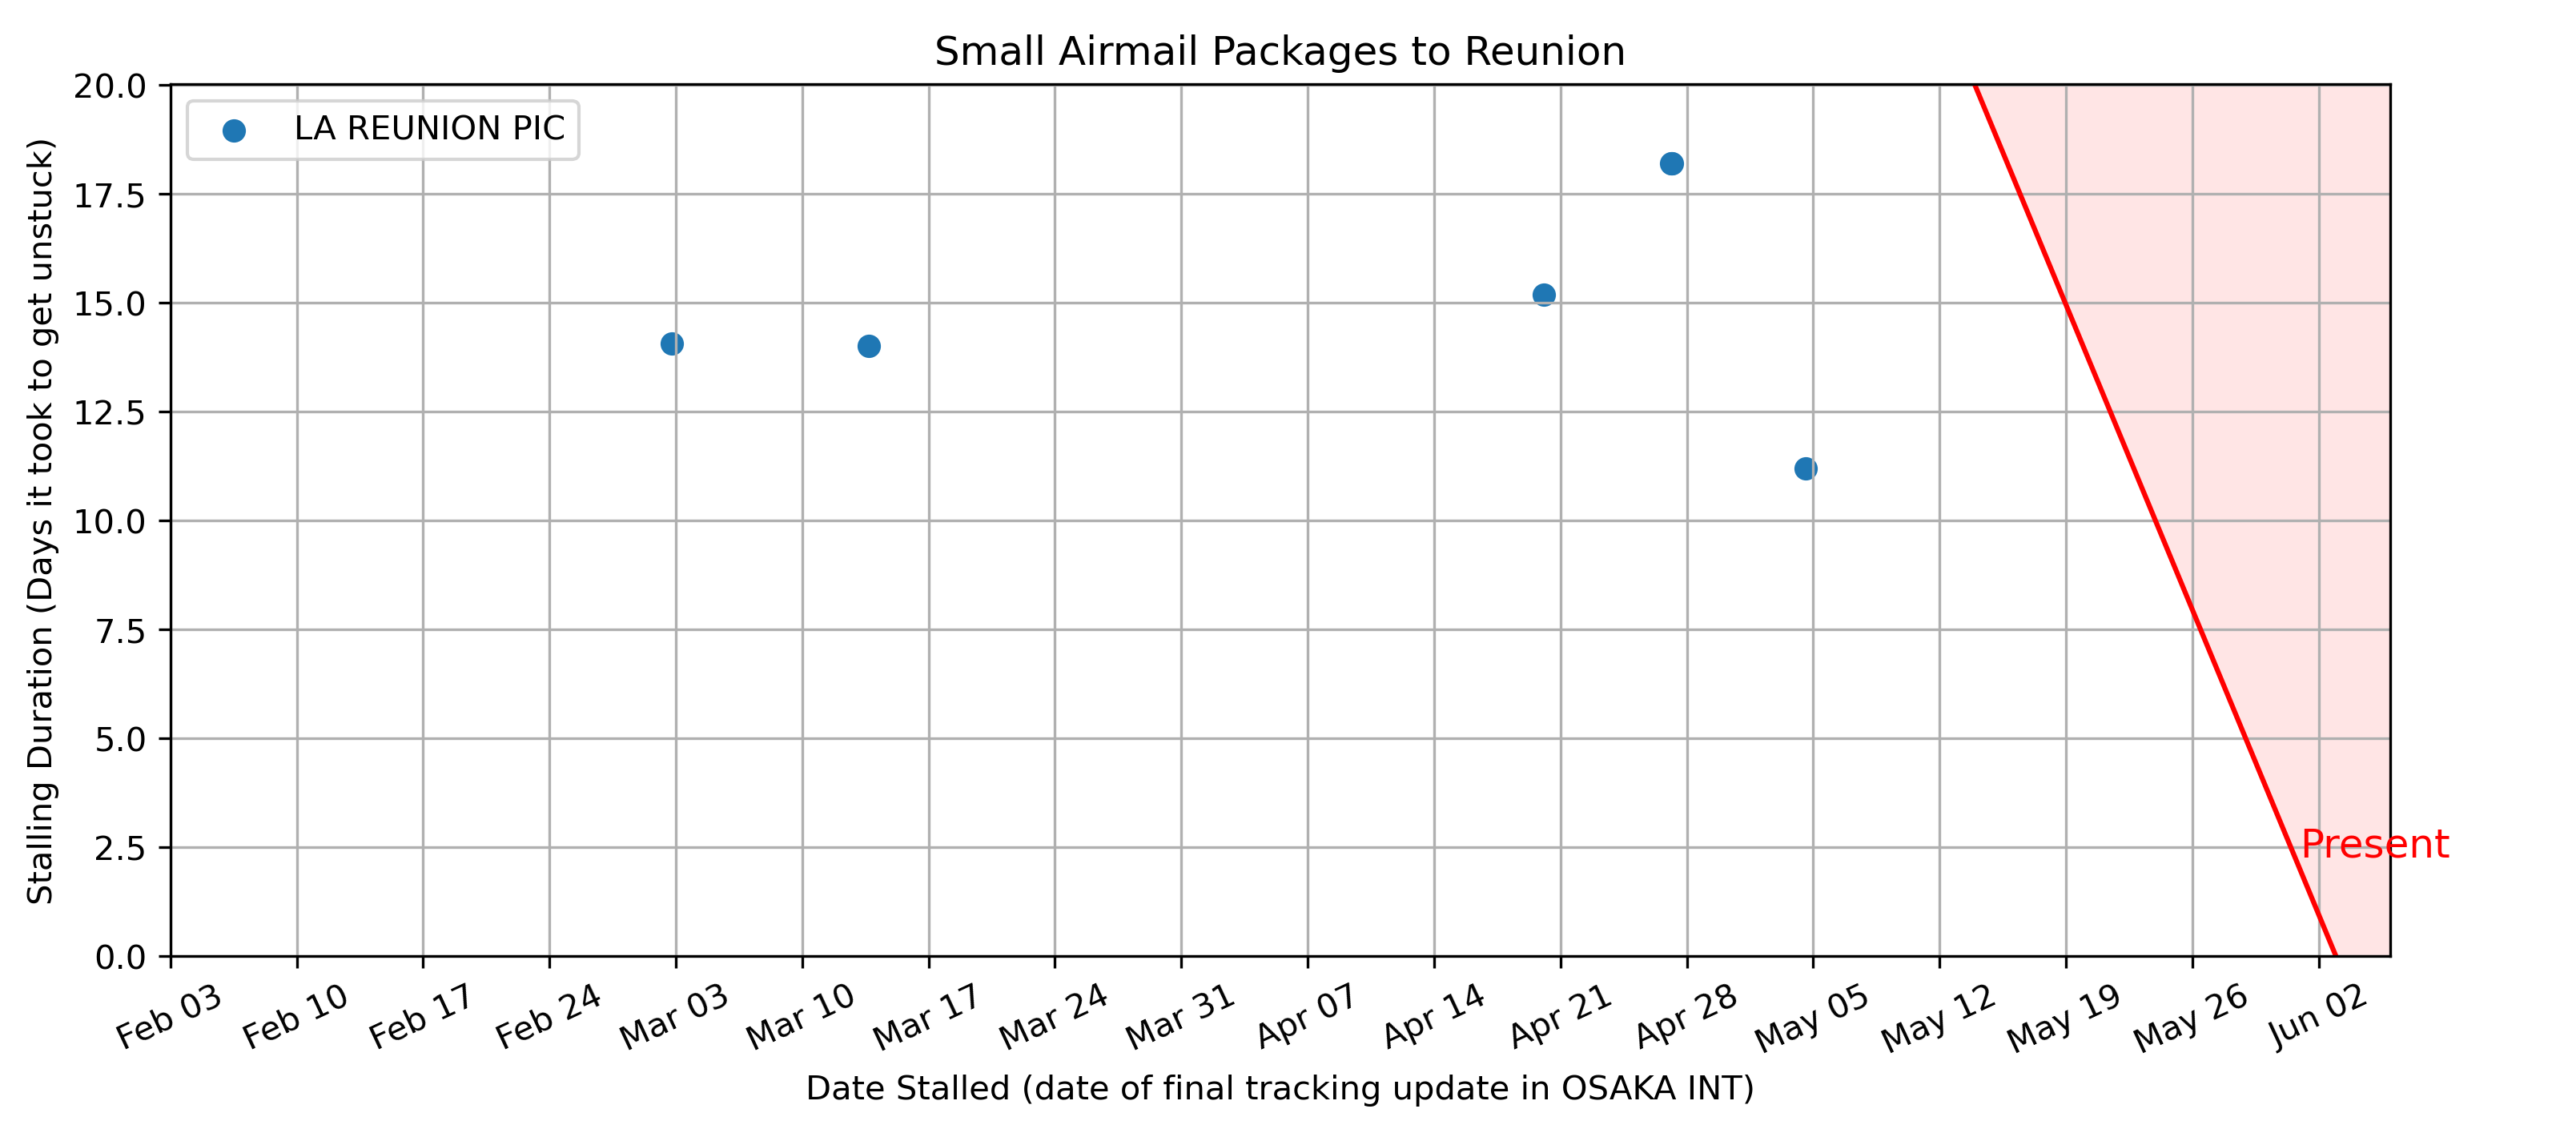 Small Airmail Packages to Reunion
LA REUNION PIC
Stalling Duration (Days it took to get unstuck)
20.0
17.5
15.0
12.5
10.0
7.5
5.0
2.5
0.0
Present
Feb 03
Feb 10
Feb 17
Feb 24
Mar 03
Mar 10
Mar 17
Mar 24
Mar 31
Apr 07
Apr 14
Apr 21
Apr 28
May 05
May 12
May 19
May 26
Jun 02
Date Stalled (date of final tracking update in OSAKA INT)